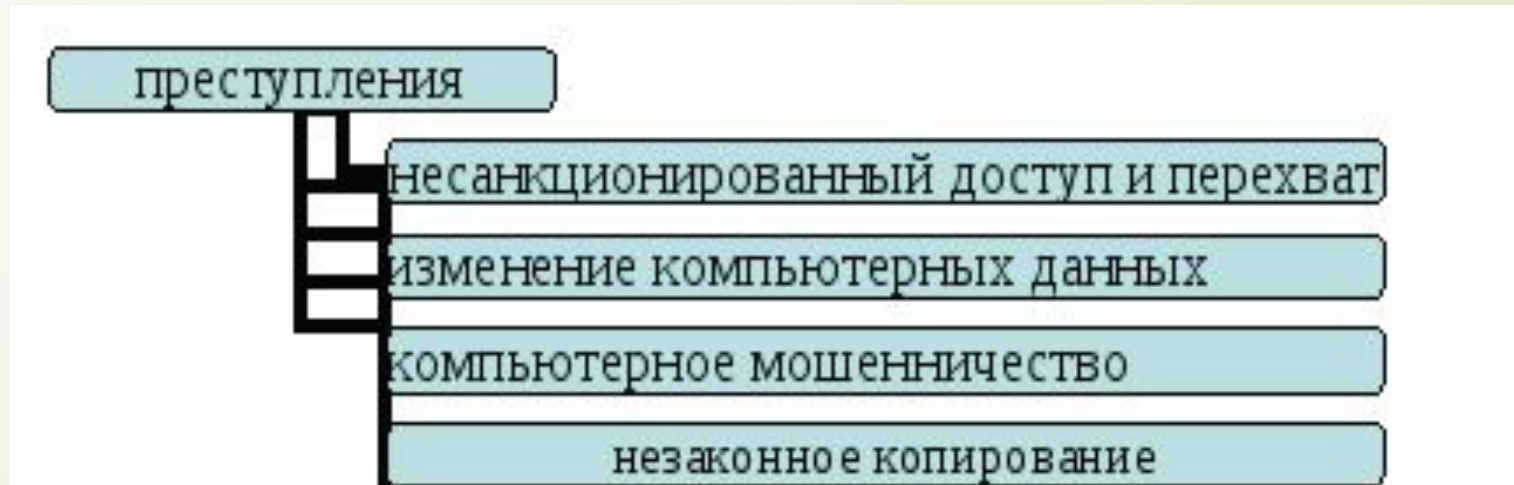 преступления
несанкционированный доступ и перехват
изменение компьютерных данных
компьютерное мошенничество
незаконное копирование